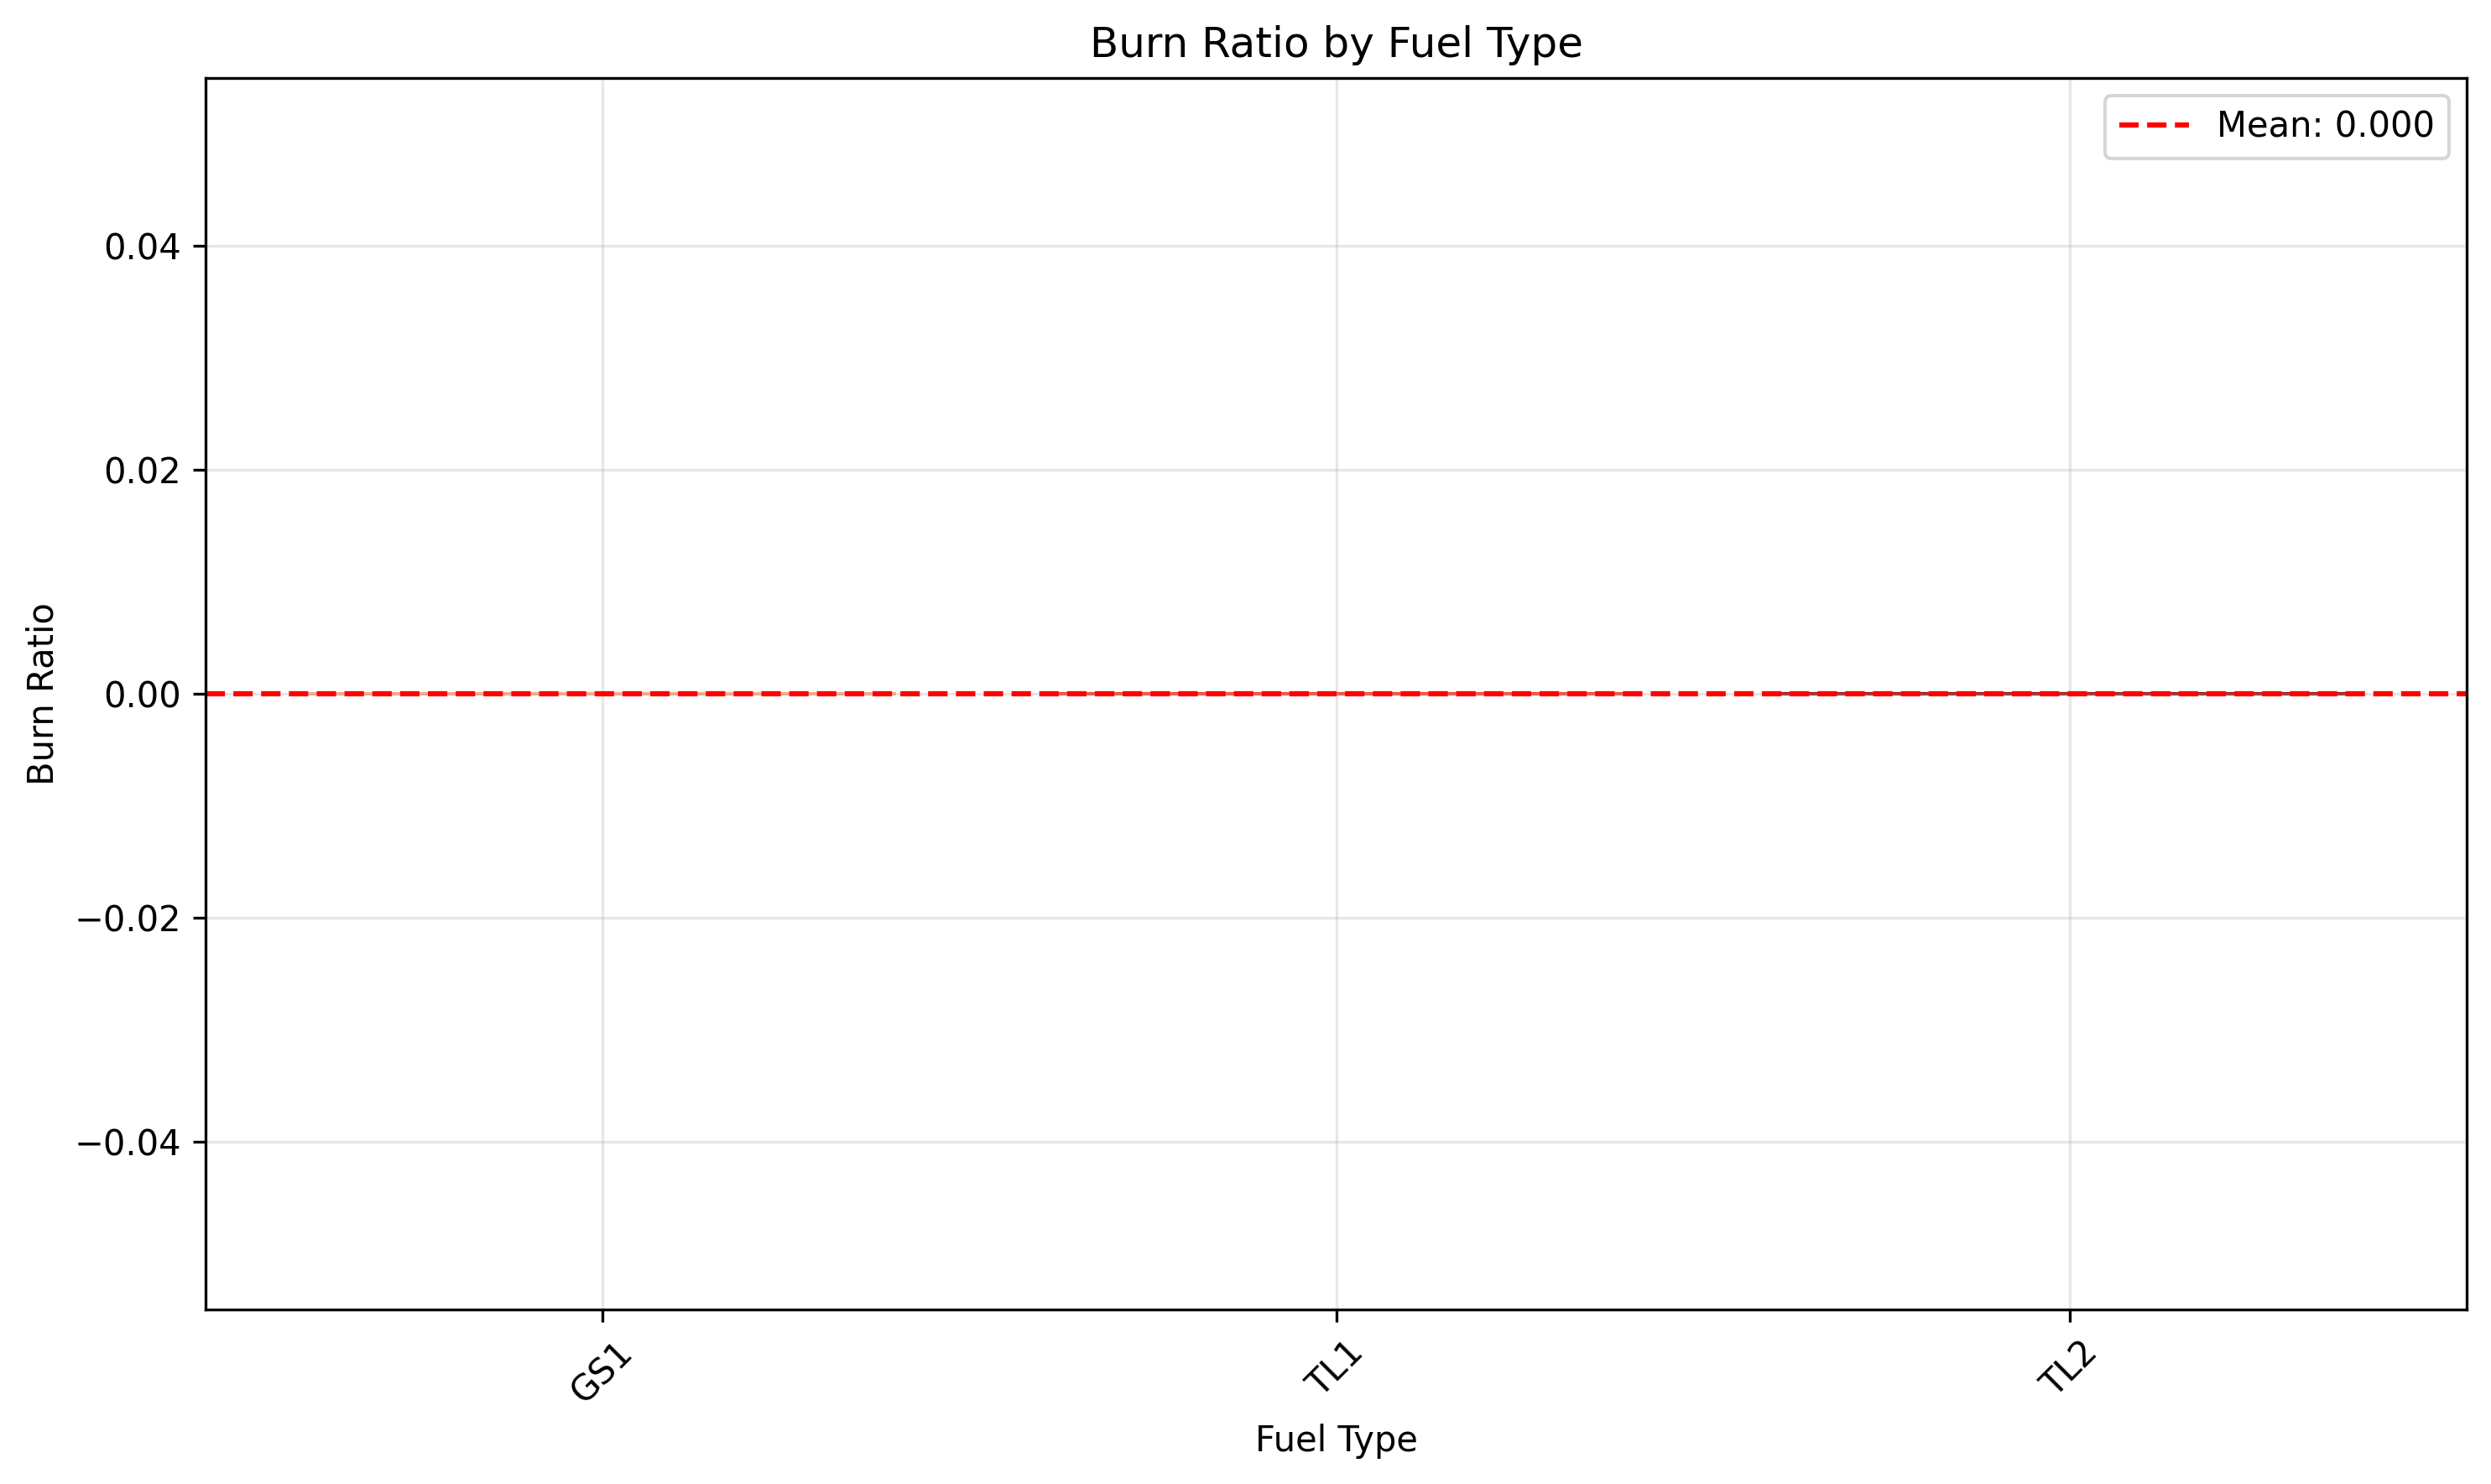 Burn Ratio by Fuel Type
Mean: 0.000
Burn Ratio
0.04
0.02
0.00
−0.02
−0.04
GS1
TL1
TL2
Fuel Type